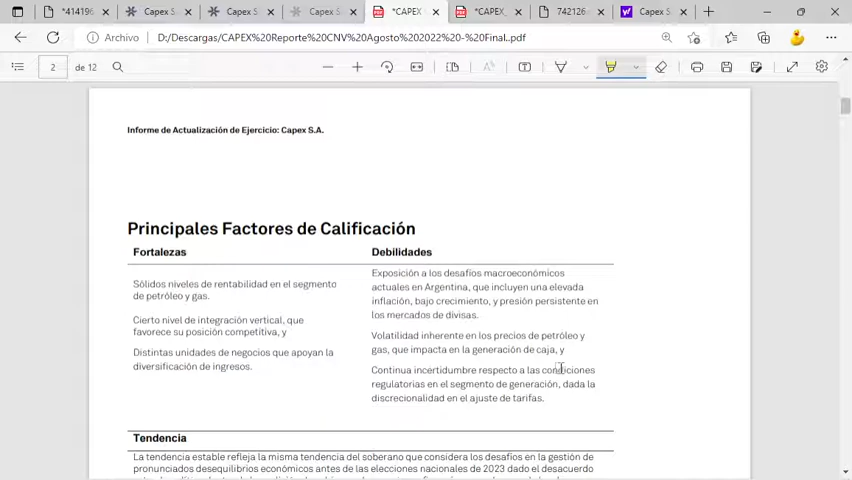 *414196
Capex S
Capex S
Capex S
*CAPEX
*CAPEX,
742126
Capex S
Archivo
D:/Descargas/CAPEX%20Reporte%20CNV%20Agosto%202022%20-%20Final..pdf
2
de 12
Informe de Actualización de Ejercicio: Capex S.A.
Principales Factores de Calificación
Fortalezas
Sólidos niveles de rentabilidad en el segmento
de petróleo y gas.
Cierto nivel de integración vertical, que
favorece su posición competitiva, y
Distintas unidades de negocios que apoyan la
diversificación de ingresos.
Debilidades
Exposición a los desafíos macroeconómicos
actuales en Argentina, que incluyen una elevada
inflación, bajo crecimiento, y presión persistente en
los mercados de divisas.
Volatilidad inherente en los precios de petróleo y
gas, que impacta en la generación de caja, y
Continua incertidumbre respecto a las condiciones
regulatorias en el segmento de generación, dada la
discrecionalidad en el ajuste de tarifas.
Tendencia
La tendencia estable refleja la misma tendencia del soberano que considera los desafíos en la gestión de
pronunciados desequilibrios económicos antes de las elecciones nacionales de 2023 dado el desacuerdo